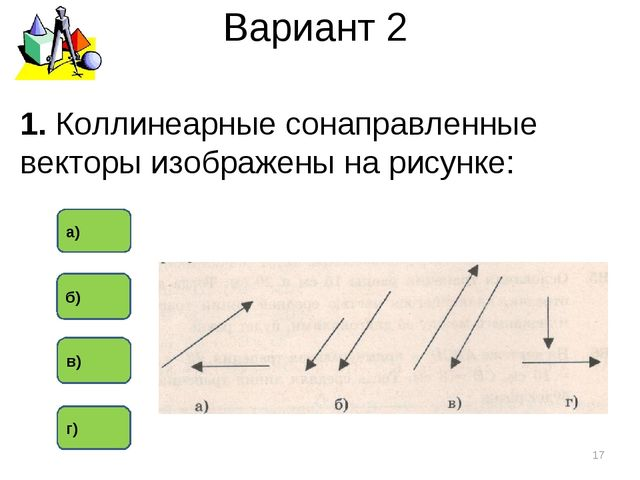 Вариант 2
1. Коллинеарные сонаправленные
векторы изображены на рисунке:
а)
б)
в)
г)
а) б) в) г)
17